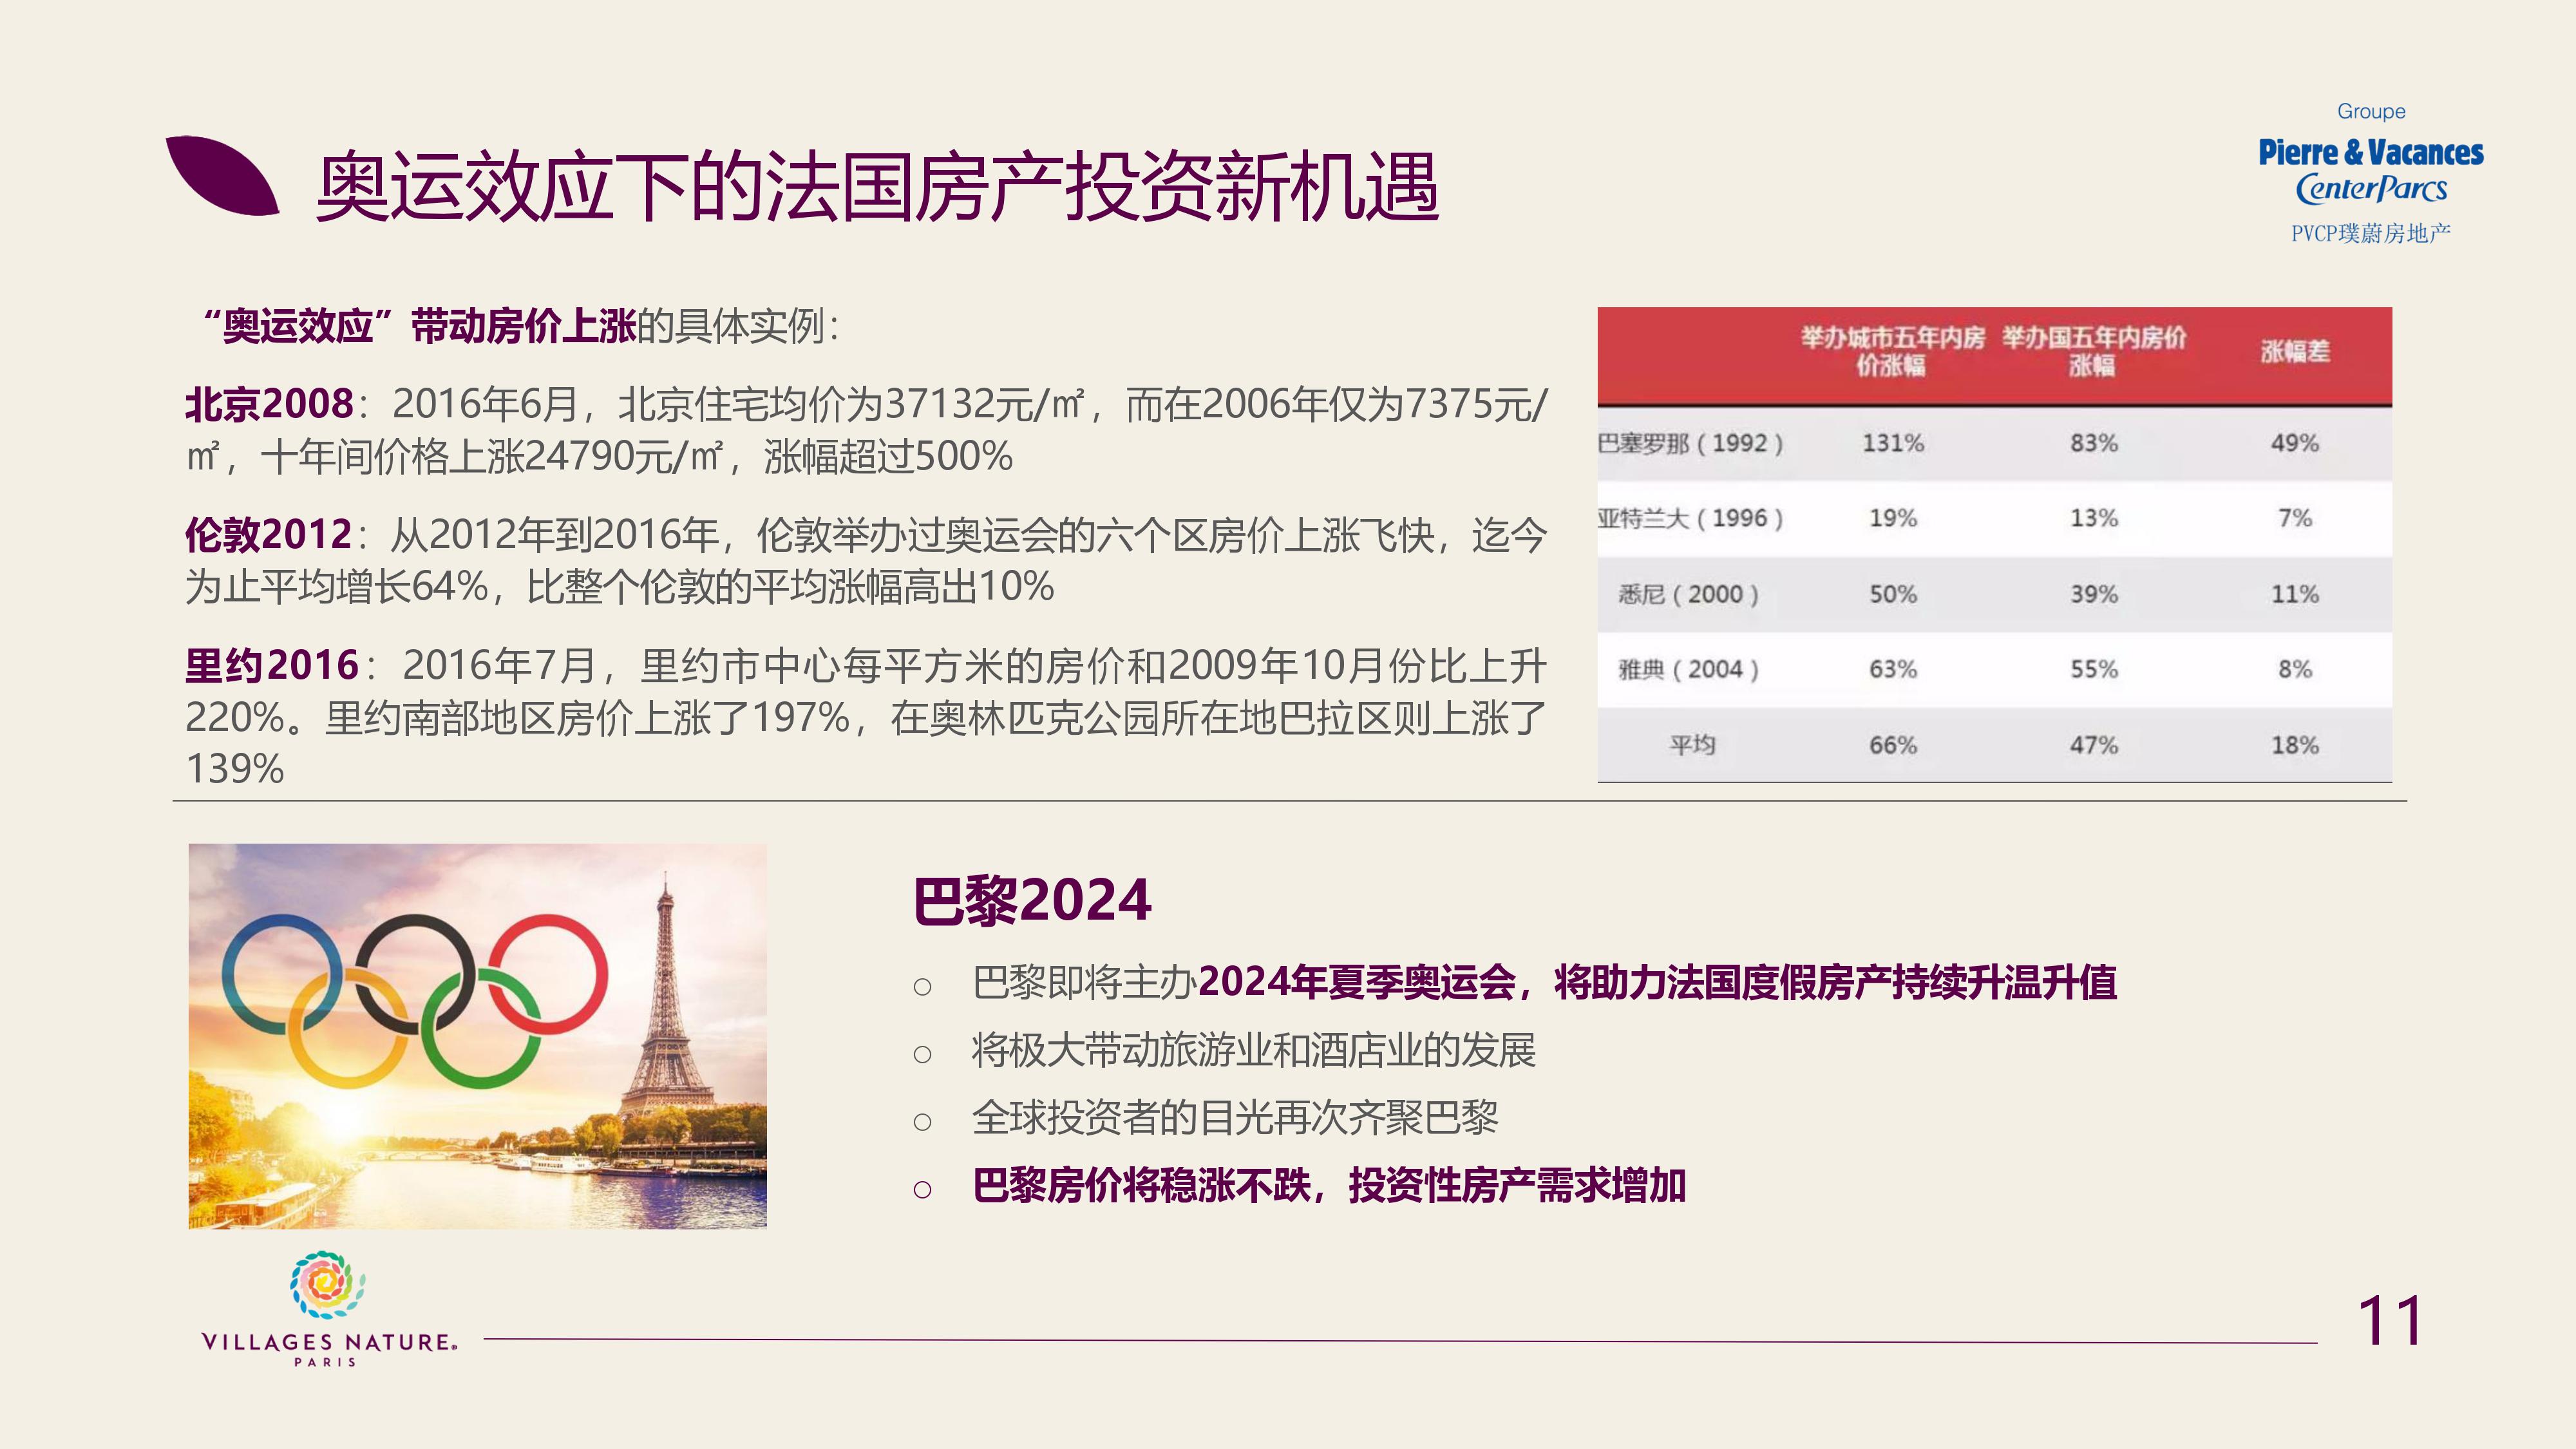 奥运效应下的法国房产投资新机遇
Groupe
Pierre & Vacances
CenterParcs
PVCP璞蔚房地产
“奥运效应”带动房价上涨的具体实例：
北京2008：2016年6月，北京住宅均价为37132元/㎡，而在2006年仅为7375元/
㎡，十年间价格上涨24790元/㎡，涨幅超过500%
伦敦2012：从2012年到2016年，伦敦举办过奥运会的六个区房价上涨飞快，迄今
为止平均增长64%，比整个伦敦的平均涨幅高出10%
里约2016：2016年7月，里约市中心每平方米的房价和2009年10月份比上升
220%。里约南部地区房价上涨了197%，在奥林匹克公园所在地巴拉区则上涨了
139%
举办城市五年内房价涨幅 举办国五年内房价涨幅 涨幅差
巴塞罗那（1992） 131% 83% 49%
亚特兰大（1996） 19% 13% 7%
悉尼（2000） 50% 39% 11%
雅典（2004） 63% 55% 8%
平均 66% 47% 18%
巴黎2024
○ 巴黎即将主办2024年夏季奥运会，将助力法国度假房产持续升温升值
○ 将极大带动旅游业和酒店业的发展
○ 全球投资者的目光再次齐聚巴黎
○ 巴黎房价将稳涨不跌，投资性房产需求增加
VILLAGES NATURE®
PARIS
11